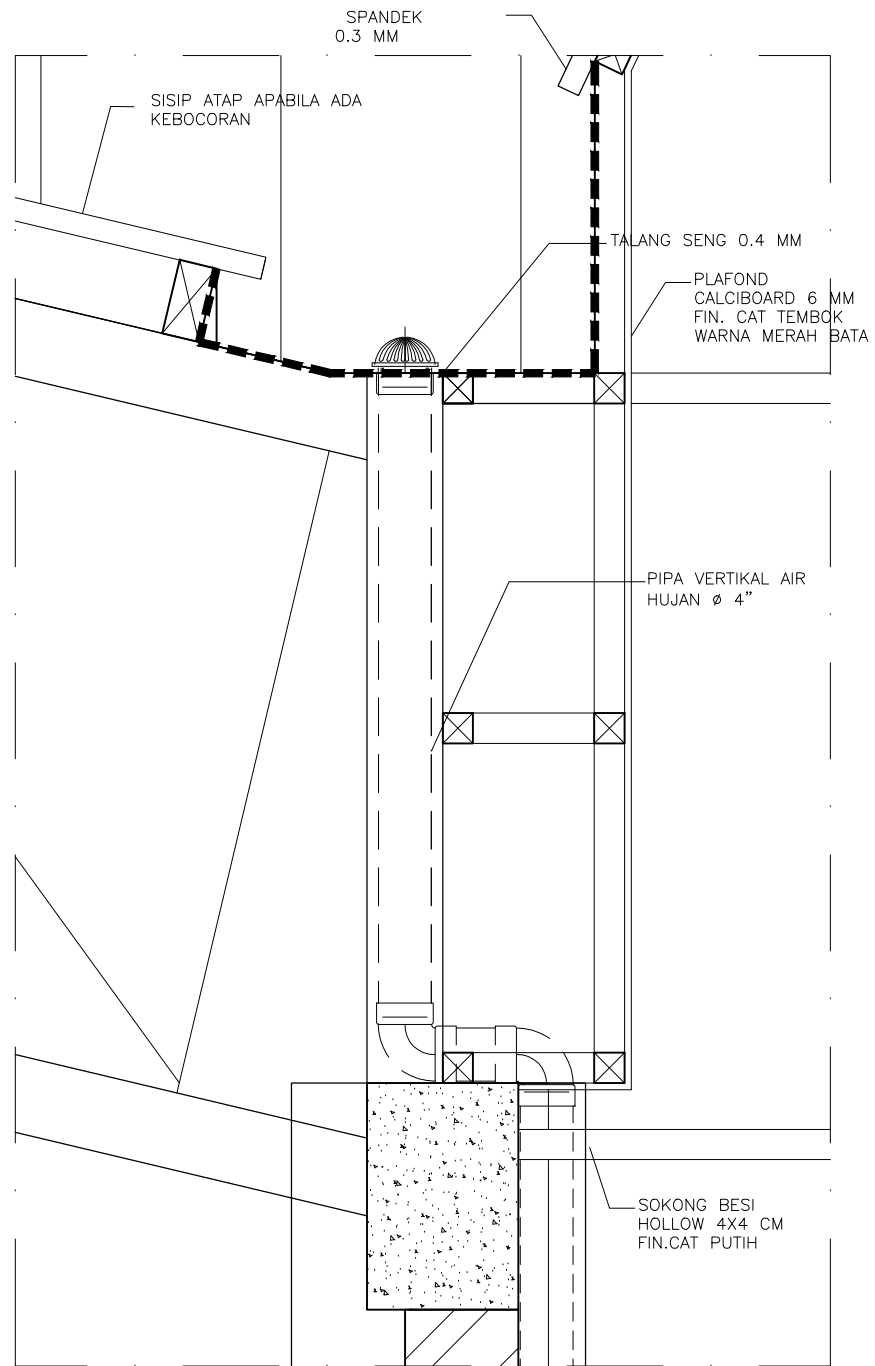 SPANDEK
0.3 MM
SISIP ATAP APABILA ADA
KEBOCORAN
TALANG SENG 0.4 MM
PLAFOND
CALCIBOARD 6 MM
FIN. CAT TEMBOK
WARNA MERAH BATA
PIPA VERTIKAL AIR
HUJAN ø 4”
SOKONG BESI
HOLLOW 4X4 CM
FIN.CAT PUTIH